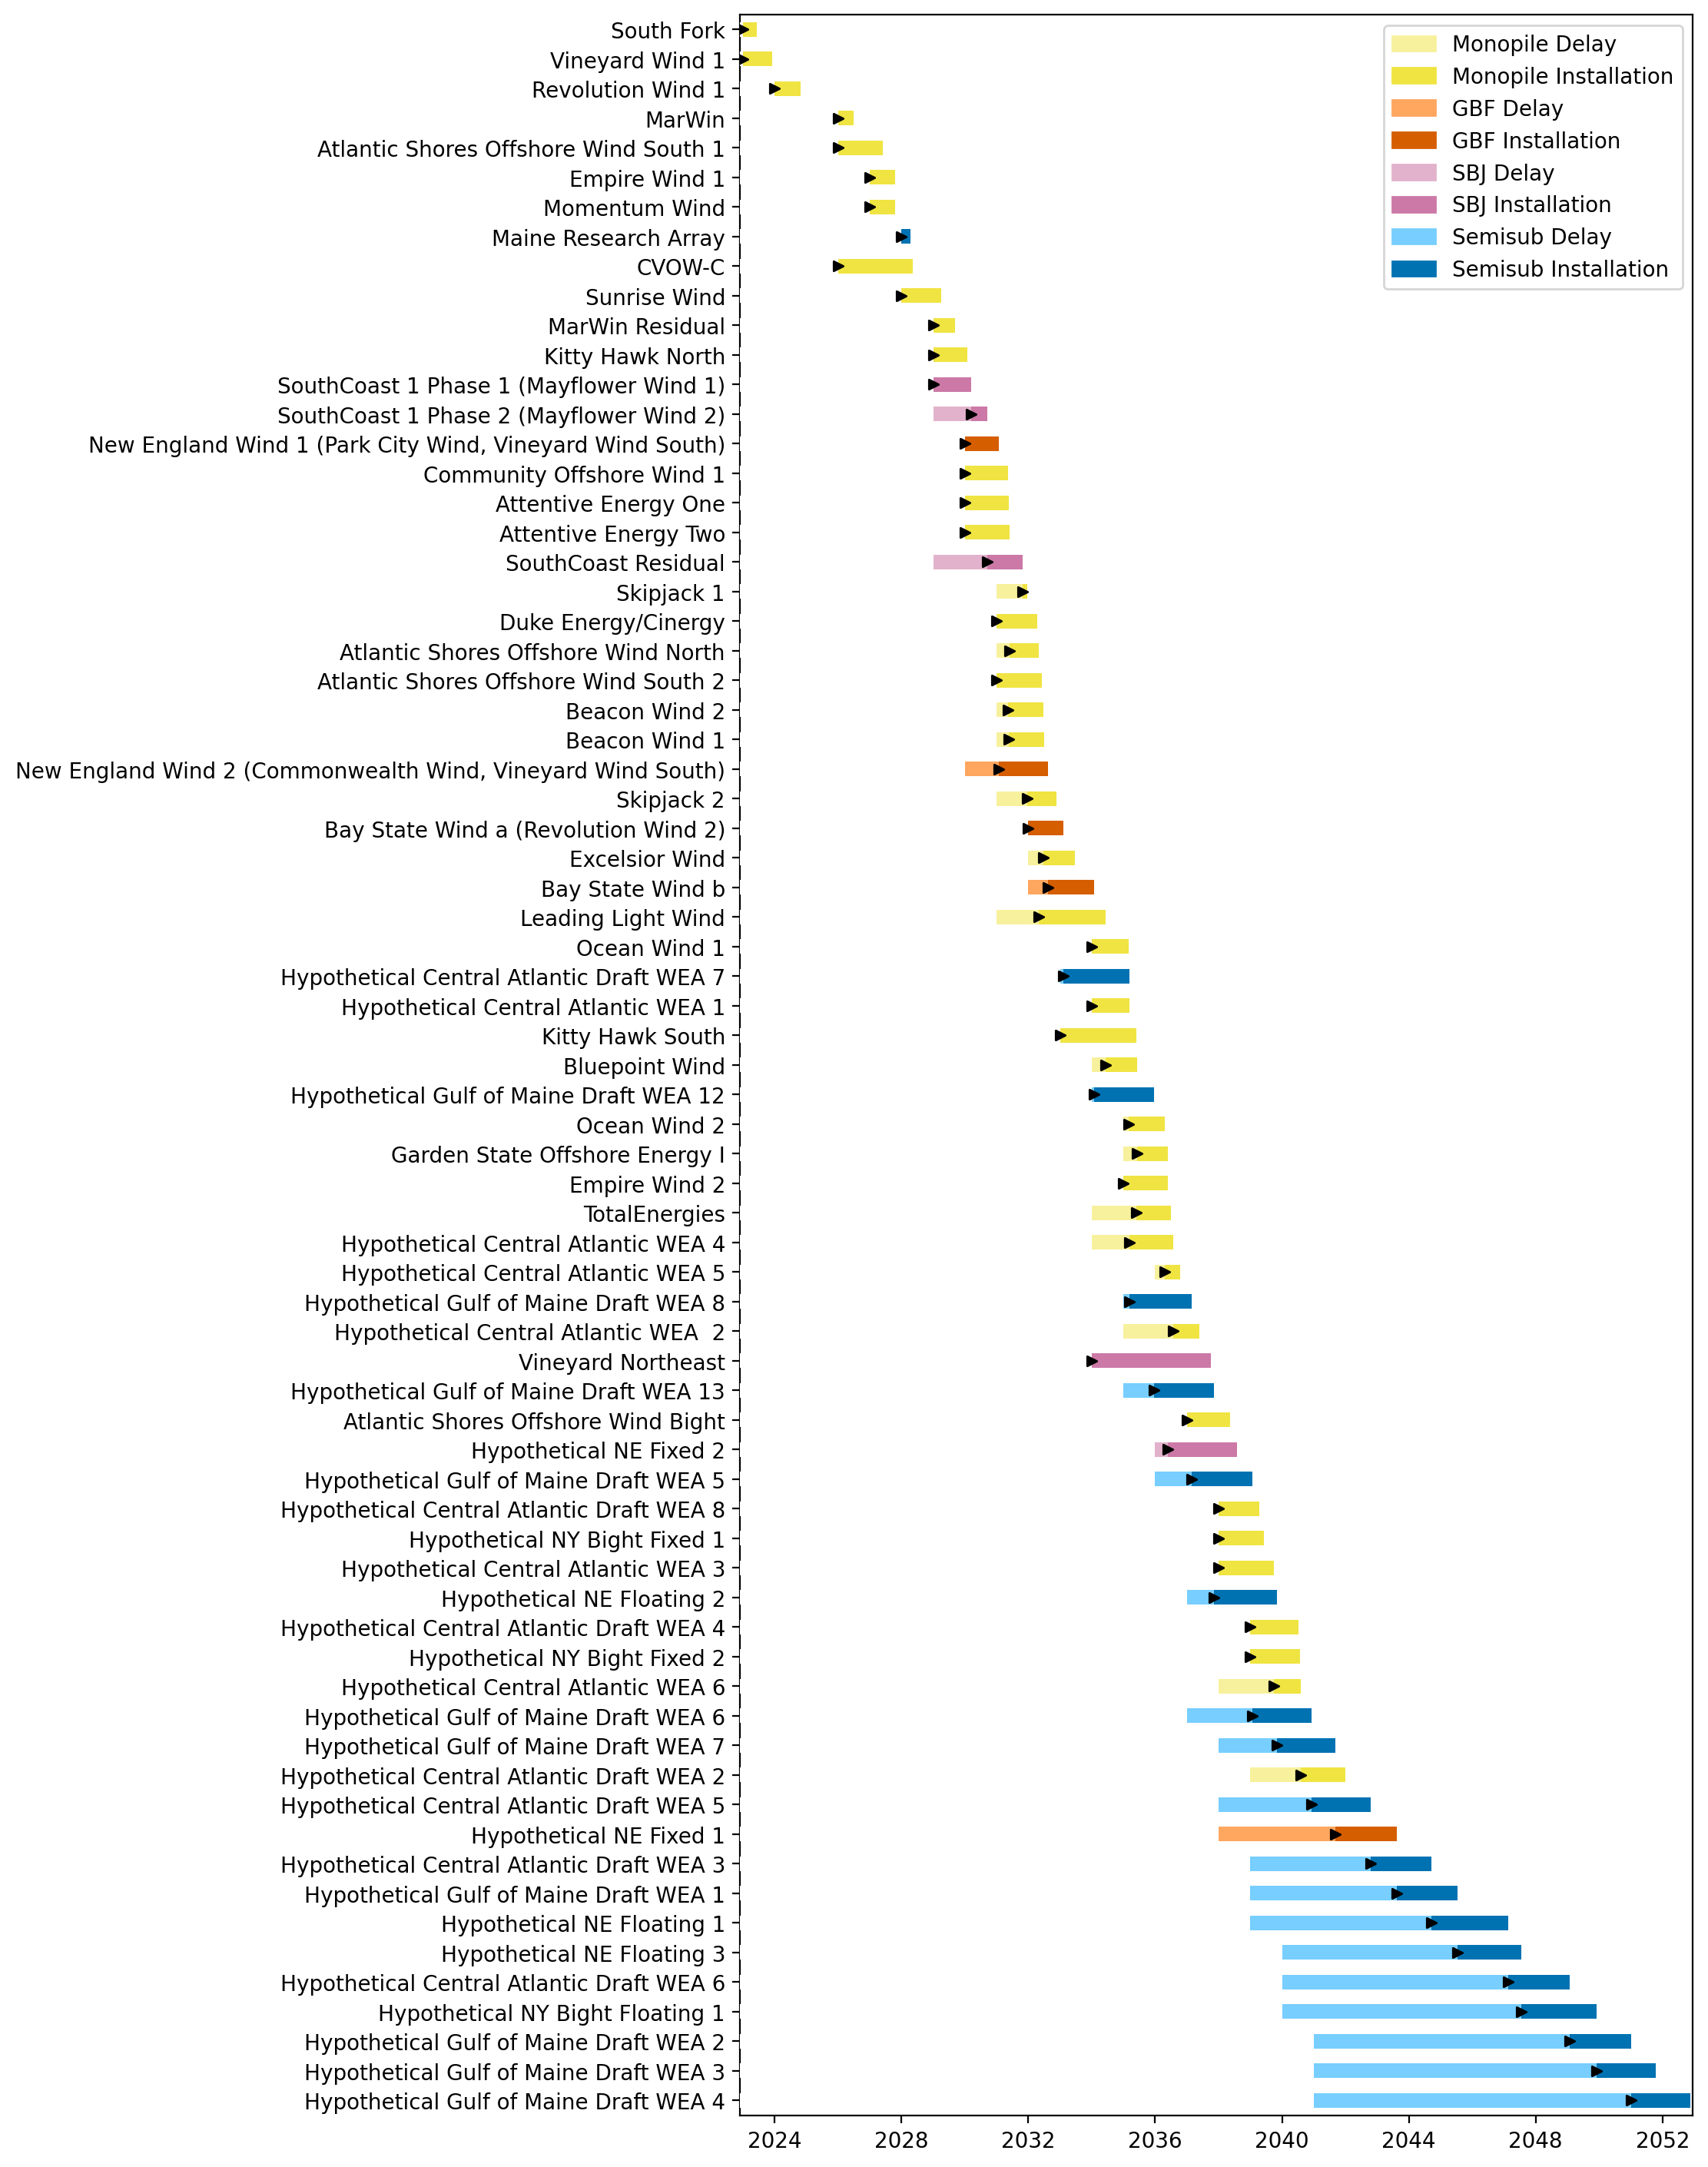 South Fork
Vineyard Wind 1
Revolution Wind 1
MarWin
Atlantic Shores Offshore Wind South 1
Empire Wind 1
Momentum Wind
Maine Research Array
CVOW-C
Sunrise Wind
MarWin Residual
Kitty Hawk North
SouthCoast 1 Phase 1 (Mayflower Wind 1)
SouthCoast 1 Phase 2 (Mayflower Wind 2)
New England Wind 1 (Park City Wind, Vineyard Wind South)
Community Offshore Wind 1
Attentive Energy One
Attentive Energy Two
SouthCoast Residual
Skipjack 1
Duke Energy/Cinergy
Atlantic Shores Offshore Wind North
Atlantic Shores Offshore Wind South 2
Beacon Wind 2
Beacon Wind 1
New England Wind 2 (Commonwealth Wind, Vineyard Wind South)
Skipjack 2
Bay State Wind a (Revolution Wind 2)
Excelsior Wind
Bay State Wind b
Leading Light Wind
Ocean Wind 1
Hypothetical Central Atlantic Draft WEA 7
Hypothetical Central Atlantic WEA 1
Kitty Hawk South
Bluepoint Wind
Hypothetical Gulf of Maine Draft WEA 12
Ocean Wind 2
Garden State Offshore Energy I
Empire Wind 2
TotalEnergies
Hypothetical Central Atlantic WEA 4
Hypothetical Central Atlantic WEA 5
Hypothetical Gulf of Maine Draft WEA 8
Hypothetical Central Atlantic WEA  2
Vineyard Northeast
Hypothetical Gulf of Maine Draft WEA 13
Atlantic Shores Offshore Wind Bight
Hypothetical NE Fixed 2
Hypothetical Gulf of Maine Draft WEA 5
Hypothetical Central Atlantic Draft WEA 8
Hypothetical NY Bight Fixed 1
Hypothetical Central Atlantic WEA 3
Hypothetical NE Floating 2
Hypothetical Central Atlantic Draft WEA 4
Hypothetical NY Bight Fixed 2
Hypothetical Central Atlantic WEA 6
Hypothetical Gulf of Maine Draft WEA 6
Hypothetical Gulf of Maine Draft WEA 7
Hypothetical Central Atlantic Draft WEA 2
Hypothetical Central Atlantic Draft WEA 5
Hypothetical NE Fixed 1
Hypothetical Central Atlantic Draft WEA 3
Hypothetical Gulf of Maine Draft WEA 1
Hypothetical NE Floating 1
Hypothetical NE Floating 3
Hypothetical Central Atlantic Draft WEA 6
Hypothetical NY Bight Floating 1
Hypothetical Gulf of Maine Draft WEA 2
Hypothetical Gulf of Maine Draft WEA 3
Hypothetical Gulf of Maine Draft WEA 4
Monopile Delay
Monopile Installation
GBF Delay
GBF Installation
SBJ Delay
SBJ Installation
Semisub Delay
Semisub Installation
2024 2028 2032 2036 2040 2044 2048 2052